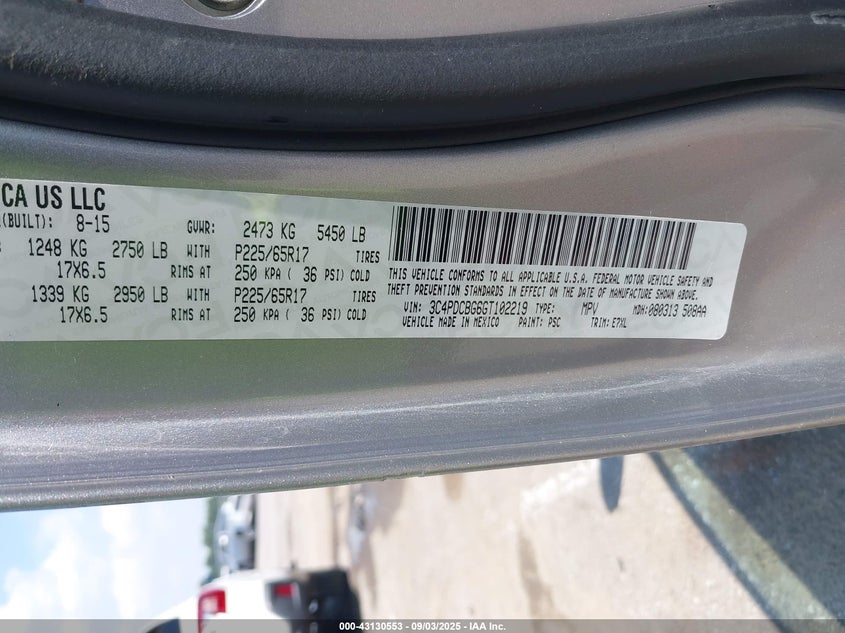 CA US LLC
(BUILT): 8-15 GVWR: 2473 KG 5450 LB
1248 KG 2750 LB WITH P225/65R17 TIRES
17X6.5 RIMS AT 250 KPA ( 36 PSI) COLD
1339 KG 2950 LB WITH P225/65R17 TIRES
17X6.5 RIMS AT 250 KPA ( 36 PSI) COLD
THIS VEHICLE CONFORMS TO ALL APPLICABLE U.S.A. FEDERAL MOTOR VEHICLE SAFETY AND
THEFT PREVENTION STANDARDS IN EFFECT ON THE DATE OF MANUFACTURE SHOWN ABOVE.
VIN: 3C4PDCBG6GT102219 TYPE: MPV MDH:080313 508AA
VEHICLE MADE IN MEXICO PAINT: PSC TRIM: E7XL
000-43130553 - 09/03/2025 - IAA Inc.